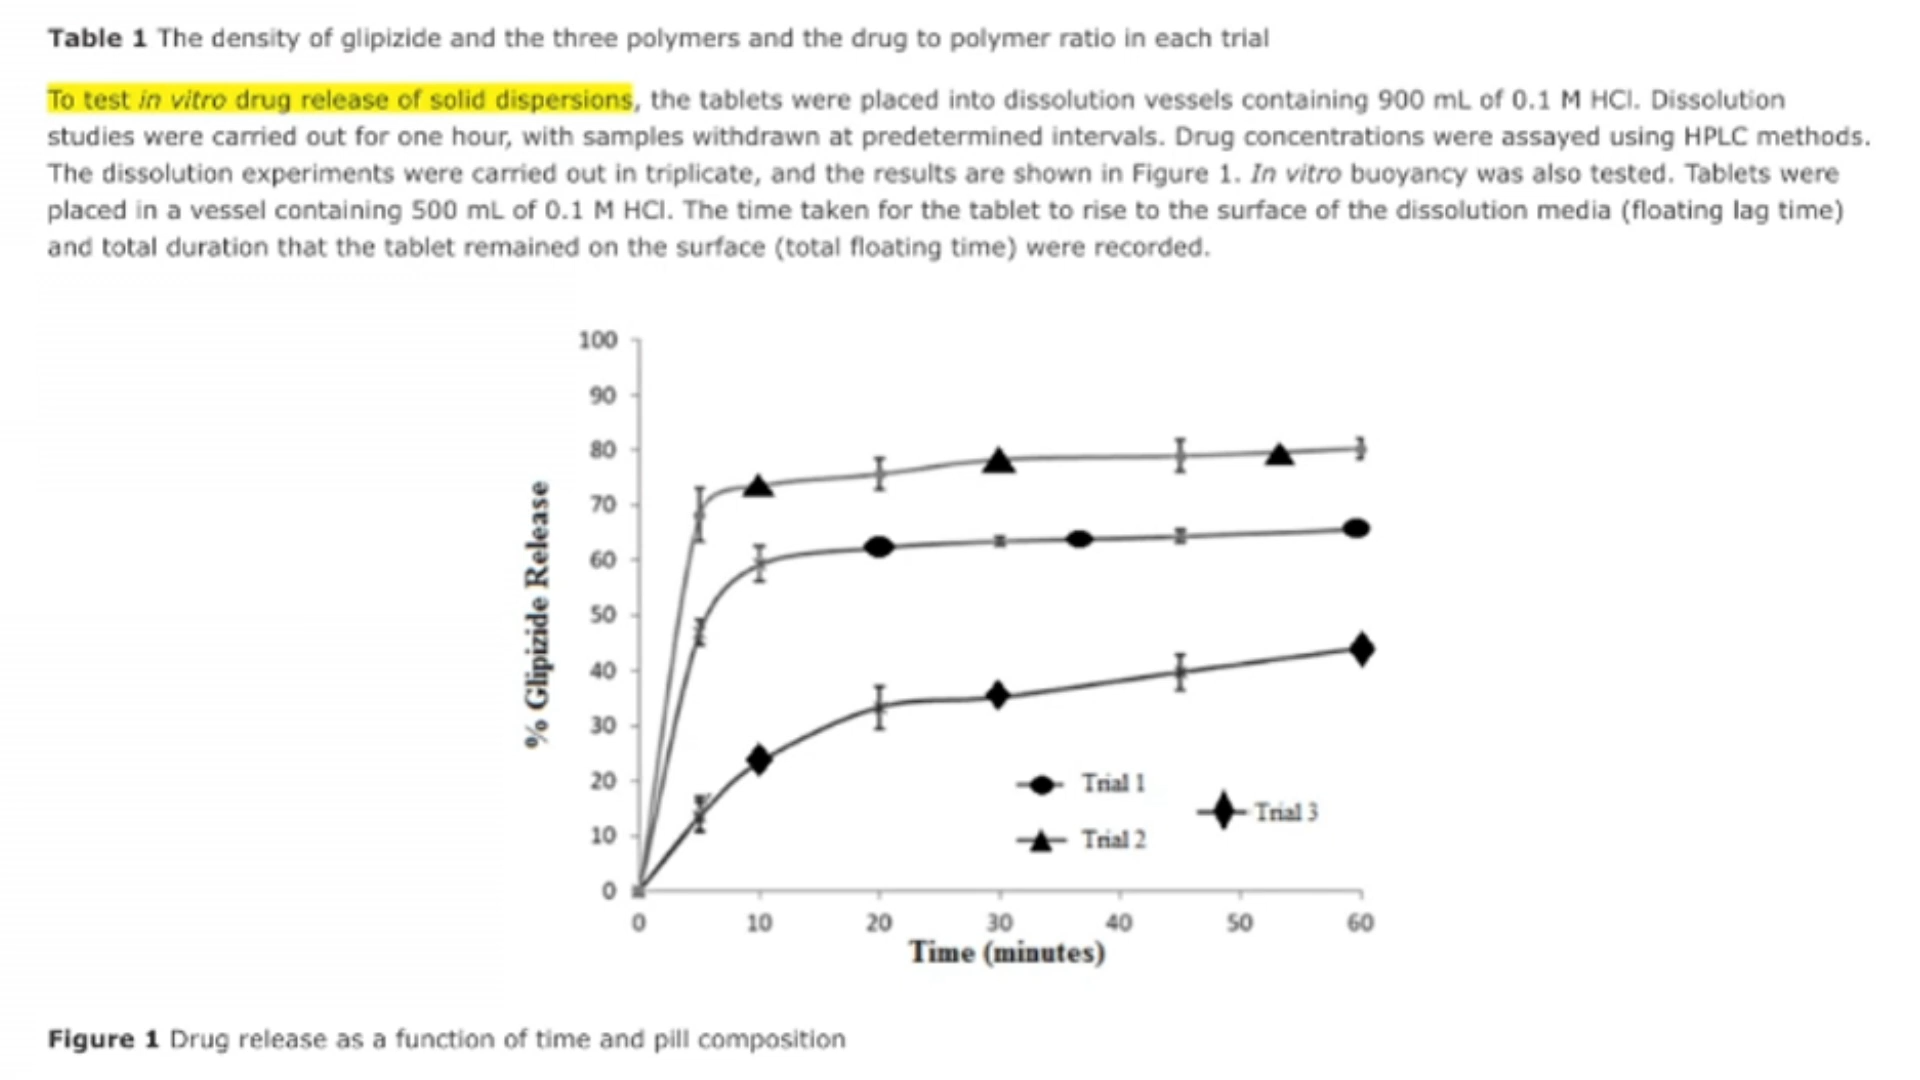 Table 1 The density of glipizide and the three polymers and the drug to polymer ratio in each trial
To test in vitro drug release of solid dispersions, the tablets were placed into dissolution vessels containing 900 mL of 0.1 M HCl. Dissolution
studies were carried out for one hour, with samples withdrawn at predetermined intervals. Drug concentrations were assayed using HPLC methods.
The dissolution experiments were carried out in triplicate, and the results are shown in Figure 1. In vitro buoyancy was also tested. Tablets were
placed in a vessel containing 500 mL of 0.1 M HCl. The time taken for the tablet to rise to the surface of the dissolution media (floating lag time)
and total duration that the tablet remained on the surface (total floating time) were recorded.
% Glipizide Release
100
90
80
70
60
50
40
30
20
10
0
Trial 1
Trial 2
Trial 3
0 10 20 30 40 50 60
Time (minutes)
Figure 1 Drug release as a function of time and pill composition